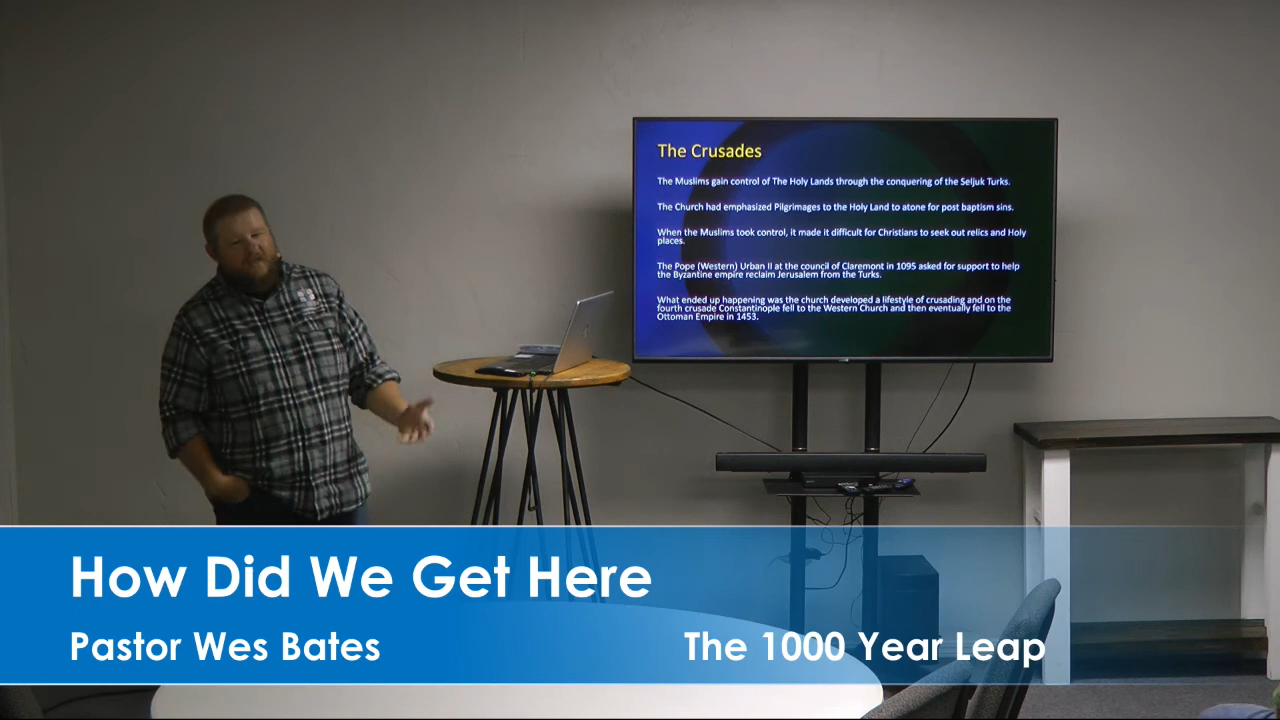 The Crusades
The Muslims gain control of The Holy Lands through the conquering of the Seljuk Turks.
The Church had emphasized Pilgrimages to the Holy Land to atone for post baptism sins.
When the Muslims took control, it made it difficult for Christians to seek out relics and Holy
places.
The Pope (Western) Urban II at the council of Claremont in 1095 asked for support to help
the Byzantine empire reclaim Jerusalem from the Turks.
What ended up happening was the church developed a lifestyle of crusading and on the
fourth crusade Constantinople fell to the Western Church and then eventually fell to the
Ottoman Empire in 1453.
How Did We Get Here
Pastor Wes Bates
The 1000 Year Leap